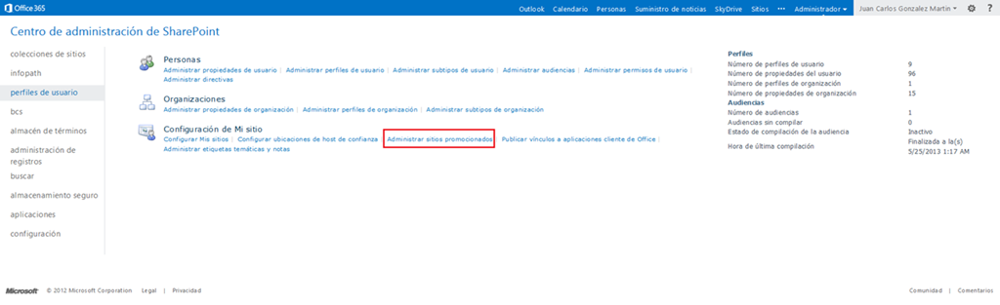 Office 365
Outlook Calendario Personas Suministro de noticias SkyDrive Sitios ••• Administrador Juan Carlos Gonzalez Martin ?
Centro de administración de SharePoint
colecciones de sitios
infopath
perfiles de usuario
bcs
almacén de términos
administración de
registros
buscar
almacenamiento seguro
aplicaciones
configuración
Personas
Administrar propiedades de usuario | Administrar perfiles de usuario | Administrar subtipos de usuario | Administrar audiencias | Administrar permisos de usuario |
Administrar directivas
Organizaciones
Administrar propiedades de organización | Administrar perfiles de organización | Administrar subtipos de organización
Configuración de Mi sitio
Configurar Mis sitios | Configurar ubicaciones de host de confianza Administrar sitios promocionados | Publicar vínculos a aplicaciones cliente de Office |
Administrar etiquetas temáticas y notas
Perfiles
Número de perfiles de usuario 9
Número de propiedades del usuario 96
Número de perfiles de organización 1
Número de propiedades de organización 15
Audiencias
Número de audiencias 1
Audiencias sin compilar 0
Estado de compilación de la audiencia Inactivo
Hora de última compilación Finalizada a la(s)
5/25/2013 1:17 AM
Microsoft © 2012 Microsoft Corporation Legal | Privacidad Comunidad | Comentarios